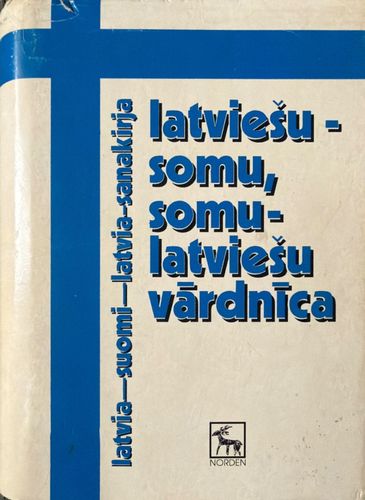 latviešu -
somu,
somu-
latviešu
vārdnīca
latvia—suomi—latvia-sanakirja
NORDEN